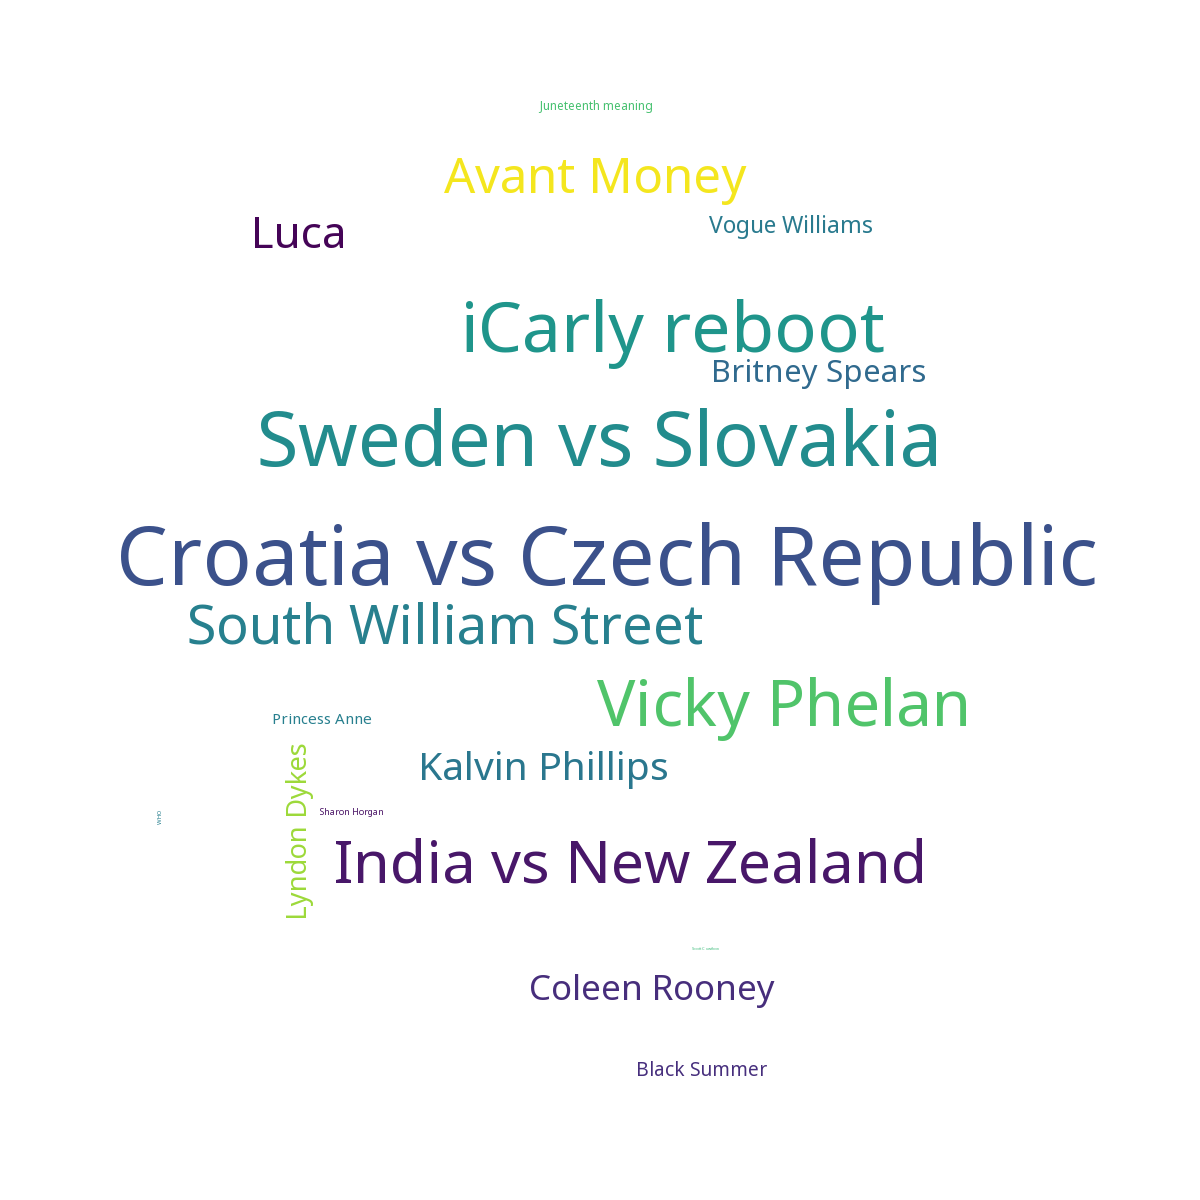 Juneteenth meaning
Avant Money
Luca
Vogue Williams
iCarly reboot
Britney Spears
Sweden vs Slovakia
Croatia vs Czech Republic
South William Street
Vicky Phelan
Princess Anne
Kalvin Phillips
Lyndon Dykes
Sharon Horgan
WHO
India vs New Zealand
Coleen Rooney
Black Summer